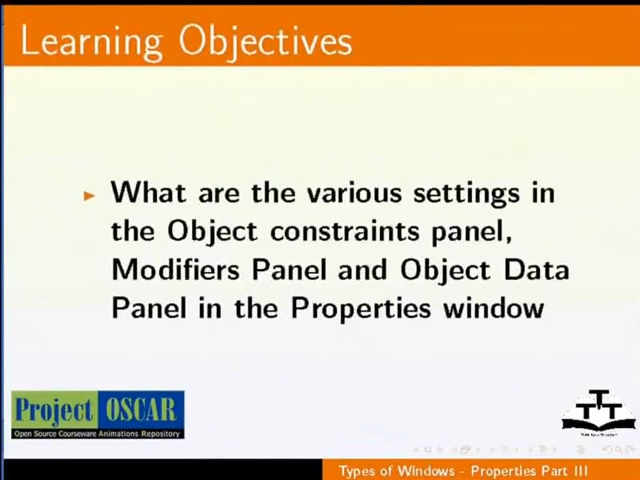 Learning Objectives
What are the various settings in
the Object constraints panel,
Modifiers Panel and Object Data
Panel in the Properties window
Project OSCAR
Open Source Courseware Animations Repository
TTT
Types of Windows - Properties Part III